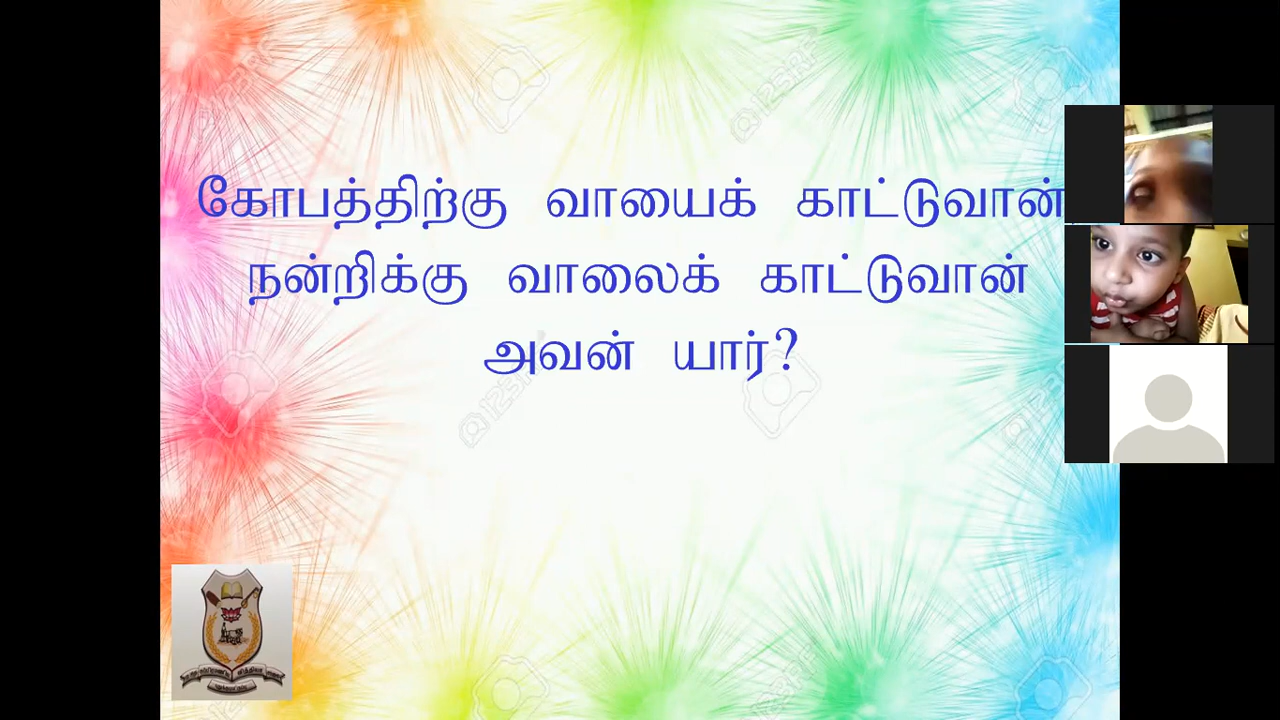 கோபத்திற்கு வாயைக் காட்டுவான்
நன்றிக்கு வாலைக் காட்டுவான்
அவன் யார்?